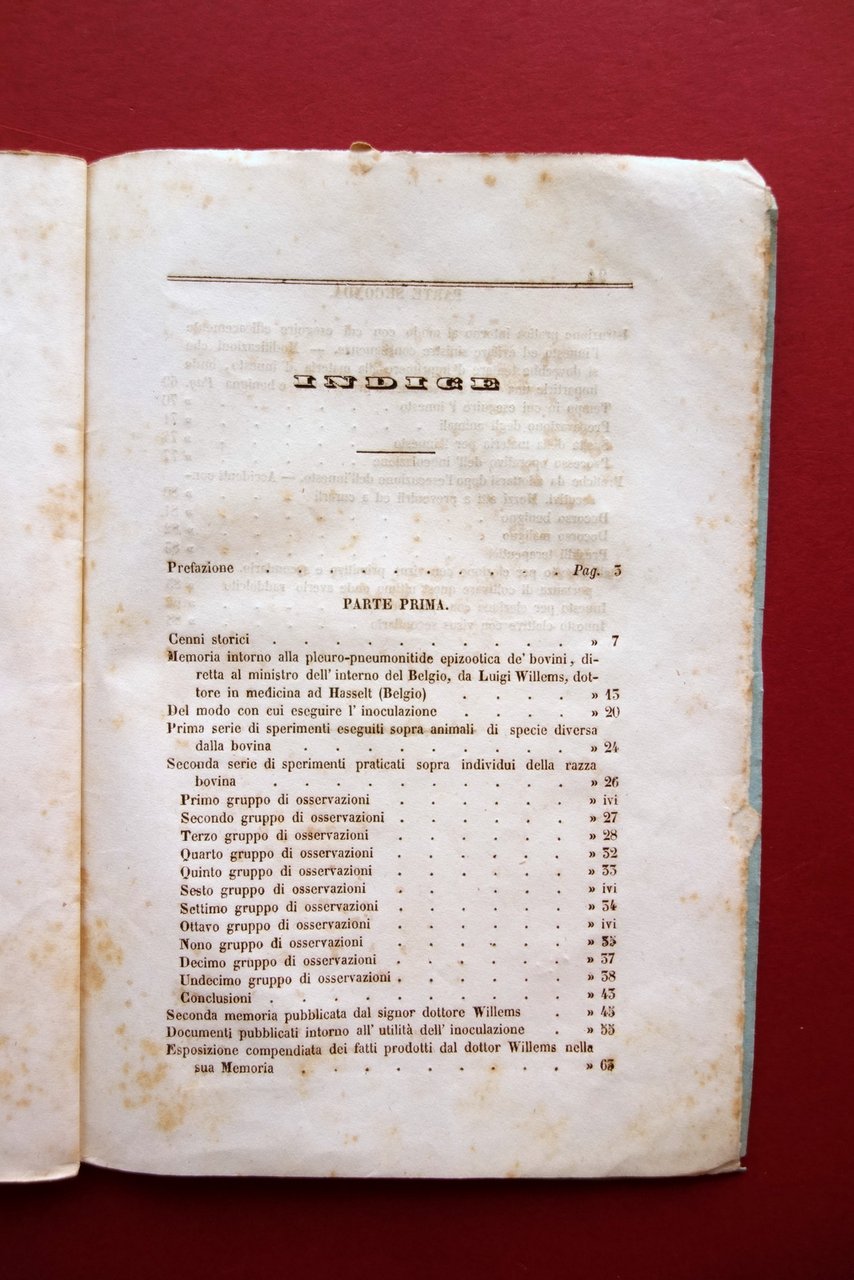 INDICE
Prefazione . . . . . . . . . . Pag. 3
PARTE PRIMA.
Cenni storici . . . . . . . . . . » 7
Memoria intorno alla pleuro-pneumonitide epizootica de' bovini, di-
retta al ministro dell' interno del Belgio, da Luigi Willems, dot-
tore in medicina ad Hasselt (Belgio) . . . . » 13
Del modo con cui eseguire l' inoculazione . . . . » 20
Prima serie di sperimenti eseguiti sopra animali di specie diversa
dalla bovina . . . . . . . . . » 24
Seconda serie di sperimenti praticati sopra individui della razza
bovina . . . . . . . . . . » 26
Primo gruppo di osservazioni . . . . . . » ivi
Secondo gruppo di osservazioni . . . . . . » 27
Terzo gruppo di osservazioni . . . . . . » 28
Quarto gruppo di osservazioni . . . . . . » 32
Quinto gruppo di osservazioni . . . . . . » 33
Sesto gruppo di osservazioni . . . . . » ivi
Settimo gruppo di osservazioni . . . . . . » 34
Ottavo gruppo di osservazioni . . . . . . » ivi
Nono gruppo di osservazioni . . . . . . » 35
Decimo gruppo di osservazioni . . . . . . » 37
Undecimo gruppo di osservazioni . . . . . . » 38
Conclusioni . . . . . . . . . . » 43
Seconda memoria pubblicata dal signor dottore Willems . » 45
Documenti pubblicati intorno all' utilità dell' inoculazione . » 55
Esposizione compendiata dei fatti prodotti dal dottor Willems nella
sua Memoria . . . . . . . . . » 63